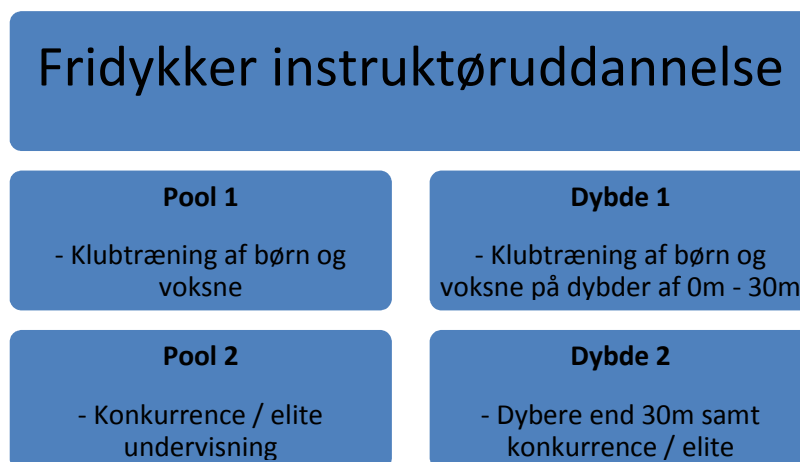 Fridykker instruktøruddannelse
Pool 1
- Klubtræning af børn og
voksne
Dybde 1
- Klubtræning af børn og
voksne på dybder af 0m - 30m
Pool 2
- Konkurrence / elite
undervisning
Dybde 2
- Dybere end 30m samt
konkurrence / elite